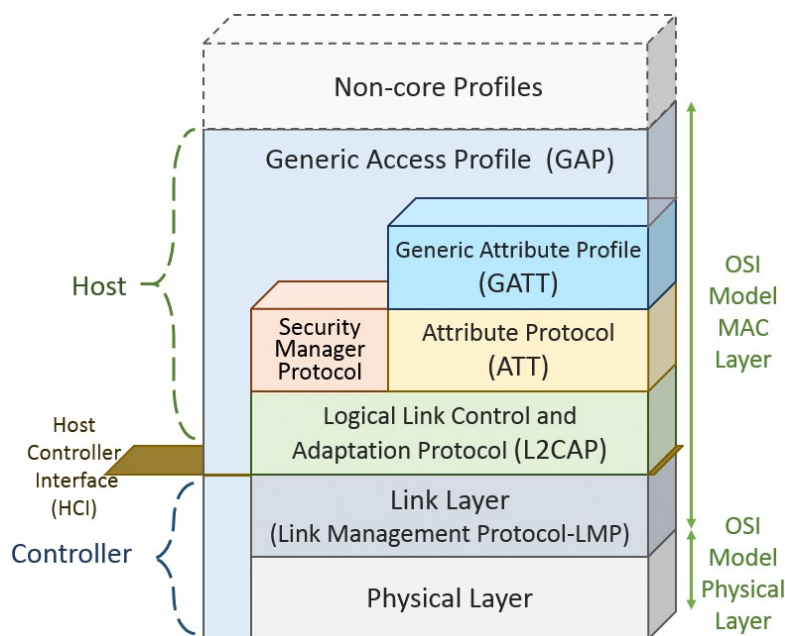 Non-core Profiles
Generic Access Profile (GAP)
Generic Attribute Profile
(GATT)
Host
Security
Manager
Protocol
Attribute Protocol
(ATT)
OSI
Model
MAC
Layer
Host
Controller
Interface
(HCI)
Logical Link Control and
Adaptation Protocol (L2CAP)
Link Layer
(Link Management Protocol-LMP)
Controller
Physical Layer
OSI
Model
Physical
Layer